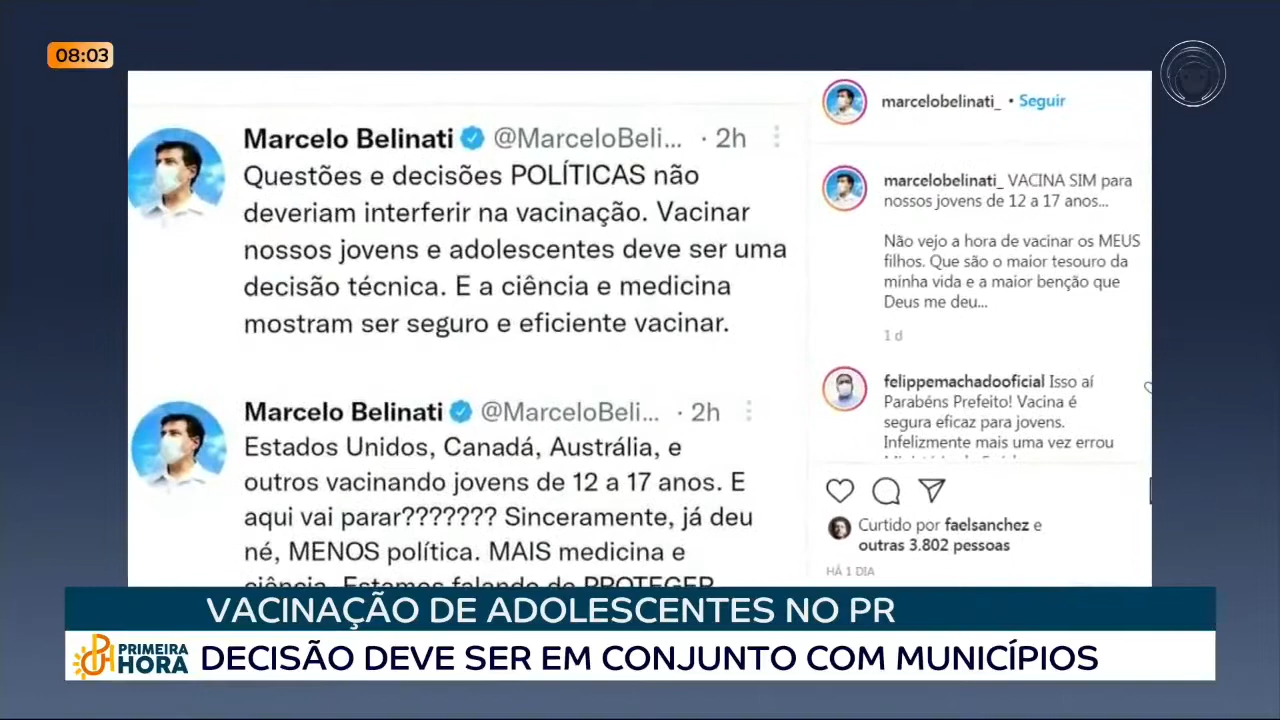 08:03
Marcelo Belinati @MarceloBeli... · 2h
Questões e decisões POLÍTICAS não
deveriam interferir na vacinação. Vacinar
nossos jovens e adolescentes deve ser uma
decisão técnica. E a ciência e medicina
mostram ser seguro e eficiente vacinar.
Marcelo Belinati @MarceloBeli... · 2h
Estados Unidos, Canadá, Austrália, e
outros vacinando jovens de 12 a 17 anos. E
aqui vai parar??????? Sinceramente, já deu
né, MENOS política. MAIS medicina e
ciência. Estamos falando de PROTEGER
marcelobelinati_ • Seguir
marcelobelinati_ VACINA SIM para
nossos jovens de 12 a 17 anos...
Não vejo a hora de vacinar os MEUS
filhos. Que são o maior tesouro da
minha vida e a maior benção que
Deus me deu...
1 d
felippemachadooficial Isso aí
Parabéns Prefeito! Vacina é
segura eficaz para jovens.
Infelizmente mais uma vez errou
Curtido por faelsanchez e
outras 3.802 pessoas
HÁ 1 DIA
VACINAÇÃO DE ADOLESCENTES NO PR
PRIMEIRA
HORA
DECISÃO DEVE SER EM CONJUNTO COM MUNICÍPIOS